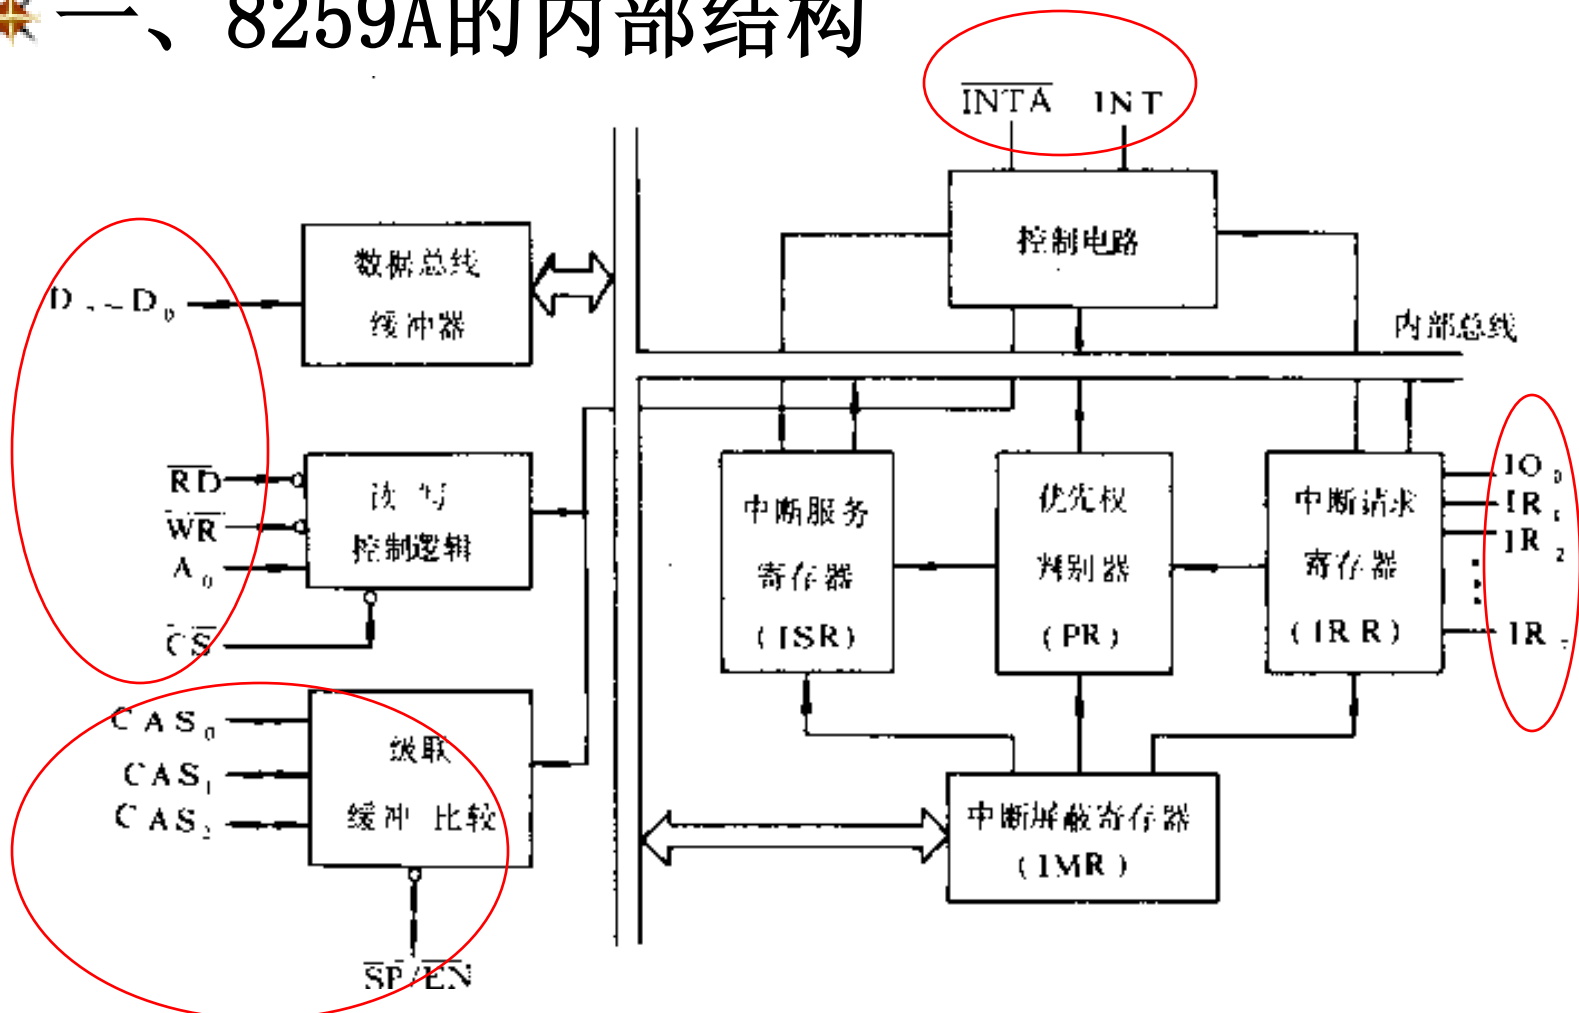 一、8259A的内部结构
INTA INT
控制电路
数据总线
缓冲器
D7~D0
内部总线
RD
WR
A0
CS
读 写
控制逻辑
中断服务
寄存器
(ISR)
优先权
判别器
(PR)
中断请求
寄存器
(IRR)
IO0
IR1
IR2
IR7
CAS0
CAS1
CAS2
级联
缓冲 比较
SP/EN
中断屏蔽寄存器
(IMR)